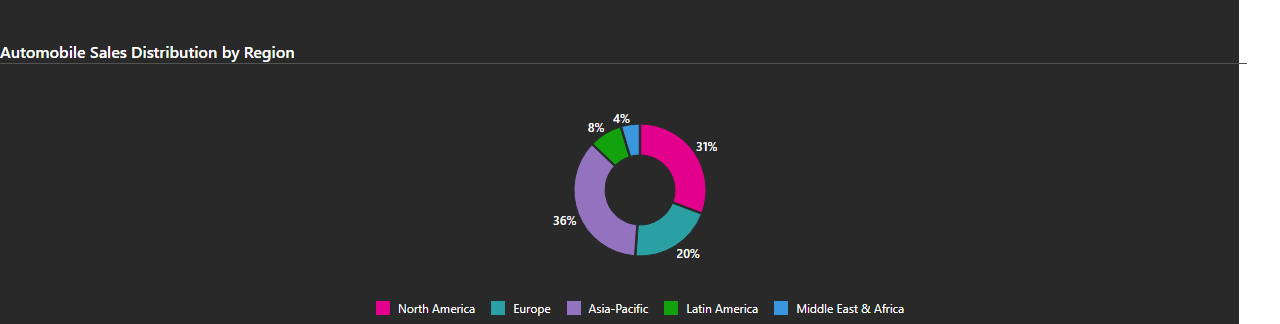 Automobile Sales Distribution by Region
4%
8%
31%
36%
20%
North America Europe Asia-Pacific Latin America Middle East & Africa